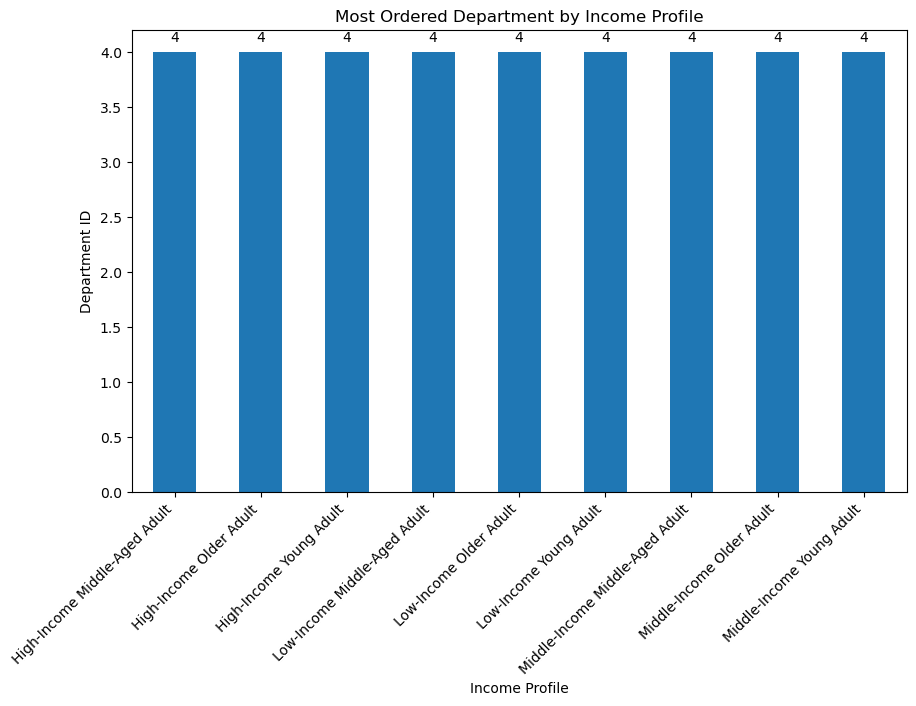 Most Ordered Department by Income Profile
4 4 4 4 4 4 4 4 4
4.0
3.5
3.0
2.5
2.0
1.5
1.0
0.5
0.0
Department ID
High-Income Middle-Aged Adult
High-Income Older Adult
High-Income Young Adult
Low-Income Middle-Aged Adult
Low-Income Older Adult
Low-Income Young Adult
Middle-Income Middle-Aged Adult
Middle-Income Older Adult
Middle-Income Young Adult
Income Profile